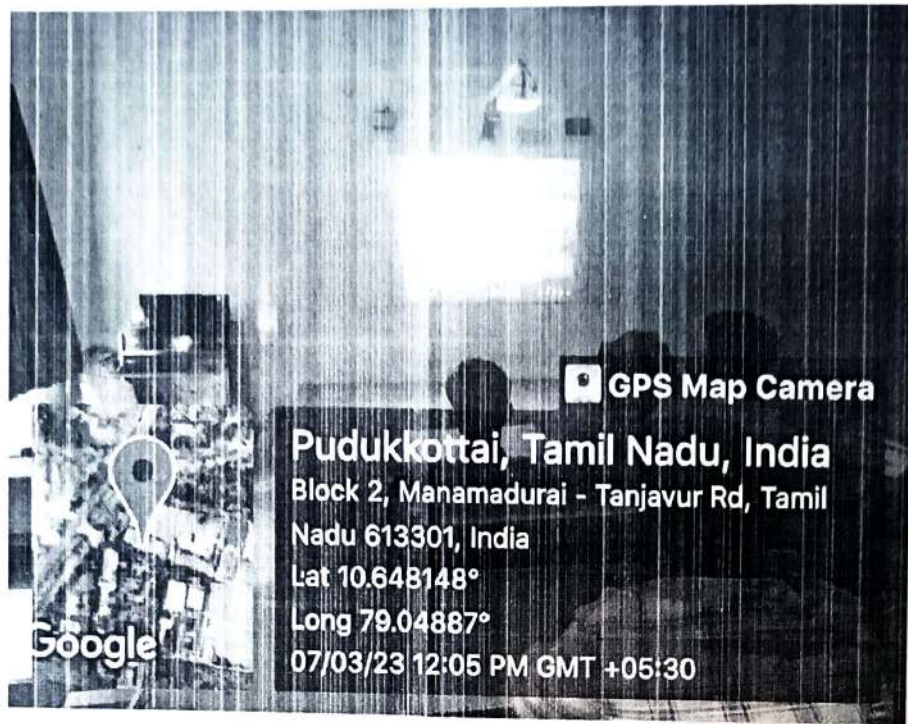 GPS Map Camera
Pudukkottai, Tamil Nadu, India
Block 2, Manamadurai - Tanjavur Rd, Tamil
Nadu 613301, India
Lat 10.648148°
Long 79.04887°
07/03/23 12:05 PM GMT +05:30
Google